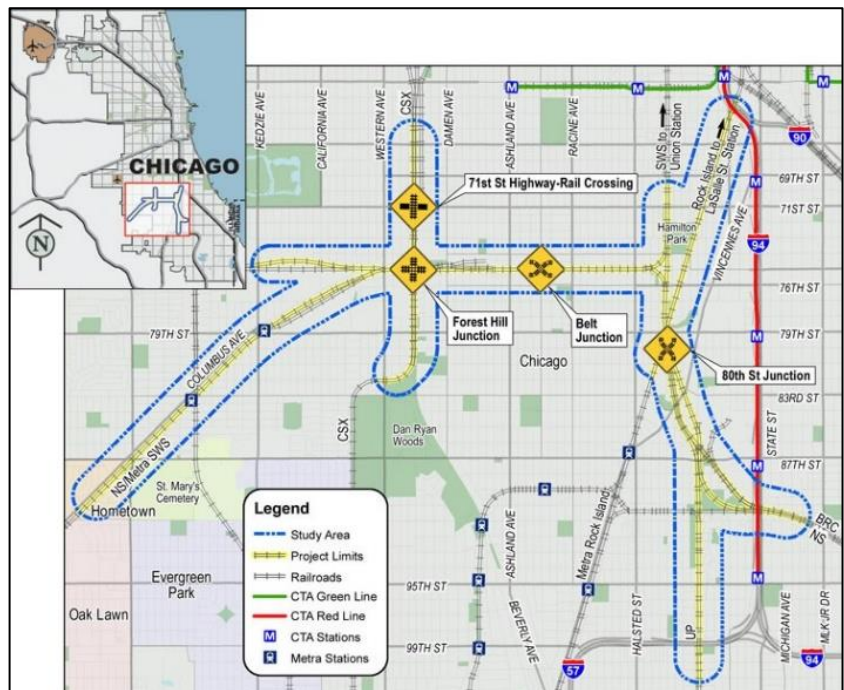 CHICAGO
N
KEDZIE AVE
CALIFORNIA AVE
WESTERN AVE
CSX
DAMEN AVE
ASHLAND AVE
RACINE AVE
SWS to
Union Station
Rock Island to
LaSalle St. Station
M
M
M
M
90
69TH ST
71ST ST
71st St Highway-Rail Crossing
Hamilton
Park
VINCENNES AVE
M
94
M
76TH ST
Forest Hill
Junction
Belt
Junction
79TH ST
COLUMBUS AVE
Chicago
79TH ST
M
80th St Junction
83RD ST
CSX
Dan Ryan
Woods
STATE ST
NS/Metra SWS
St. Mary's
Cemetery
87TH ST
M
Hometown
BRC
NS
Legend
Study Area
Project Limits
Railroads
CTA Green Line
CTA Red Line
M CTA Stations
Metra Stations
ASHLAND AVE
Metra Rock Island
Evergreen
Park
95TH ST
M
Oak Lawn
BEVERLY AVE
HALSTED ST
UP
MICHIGAN AVE
MLK JR DR
99TH ST
57
94